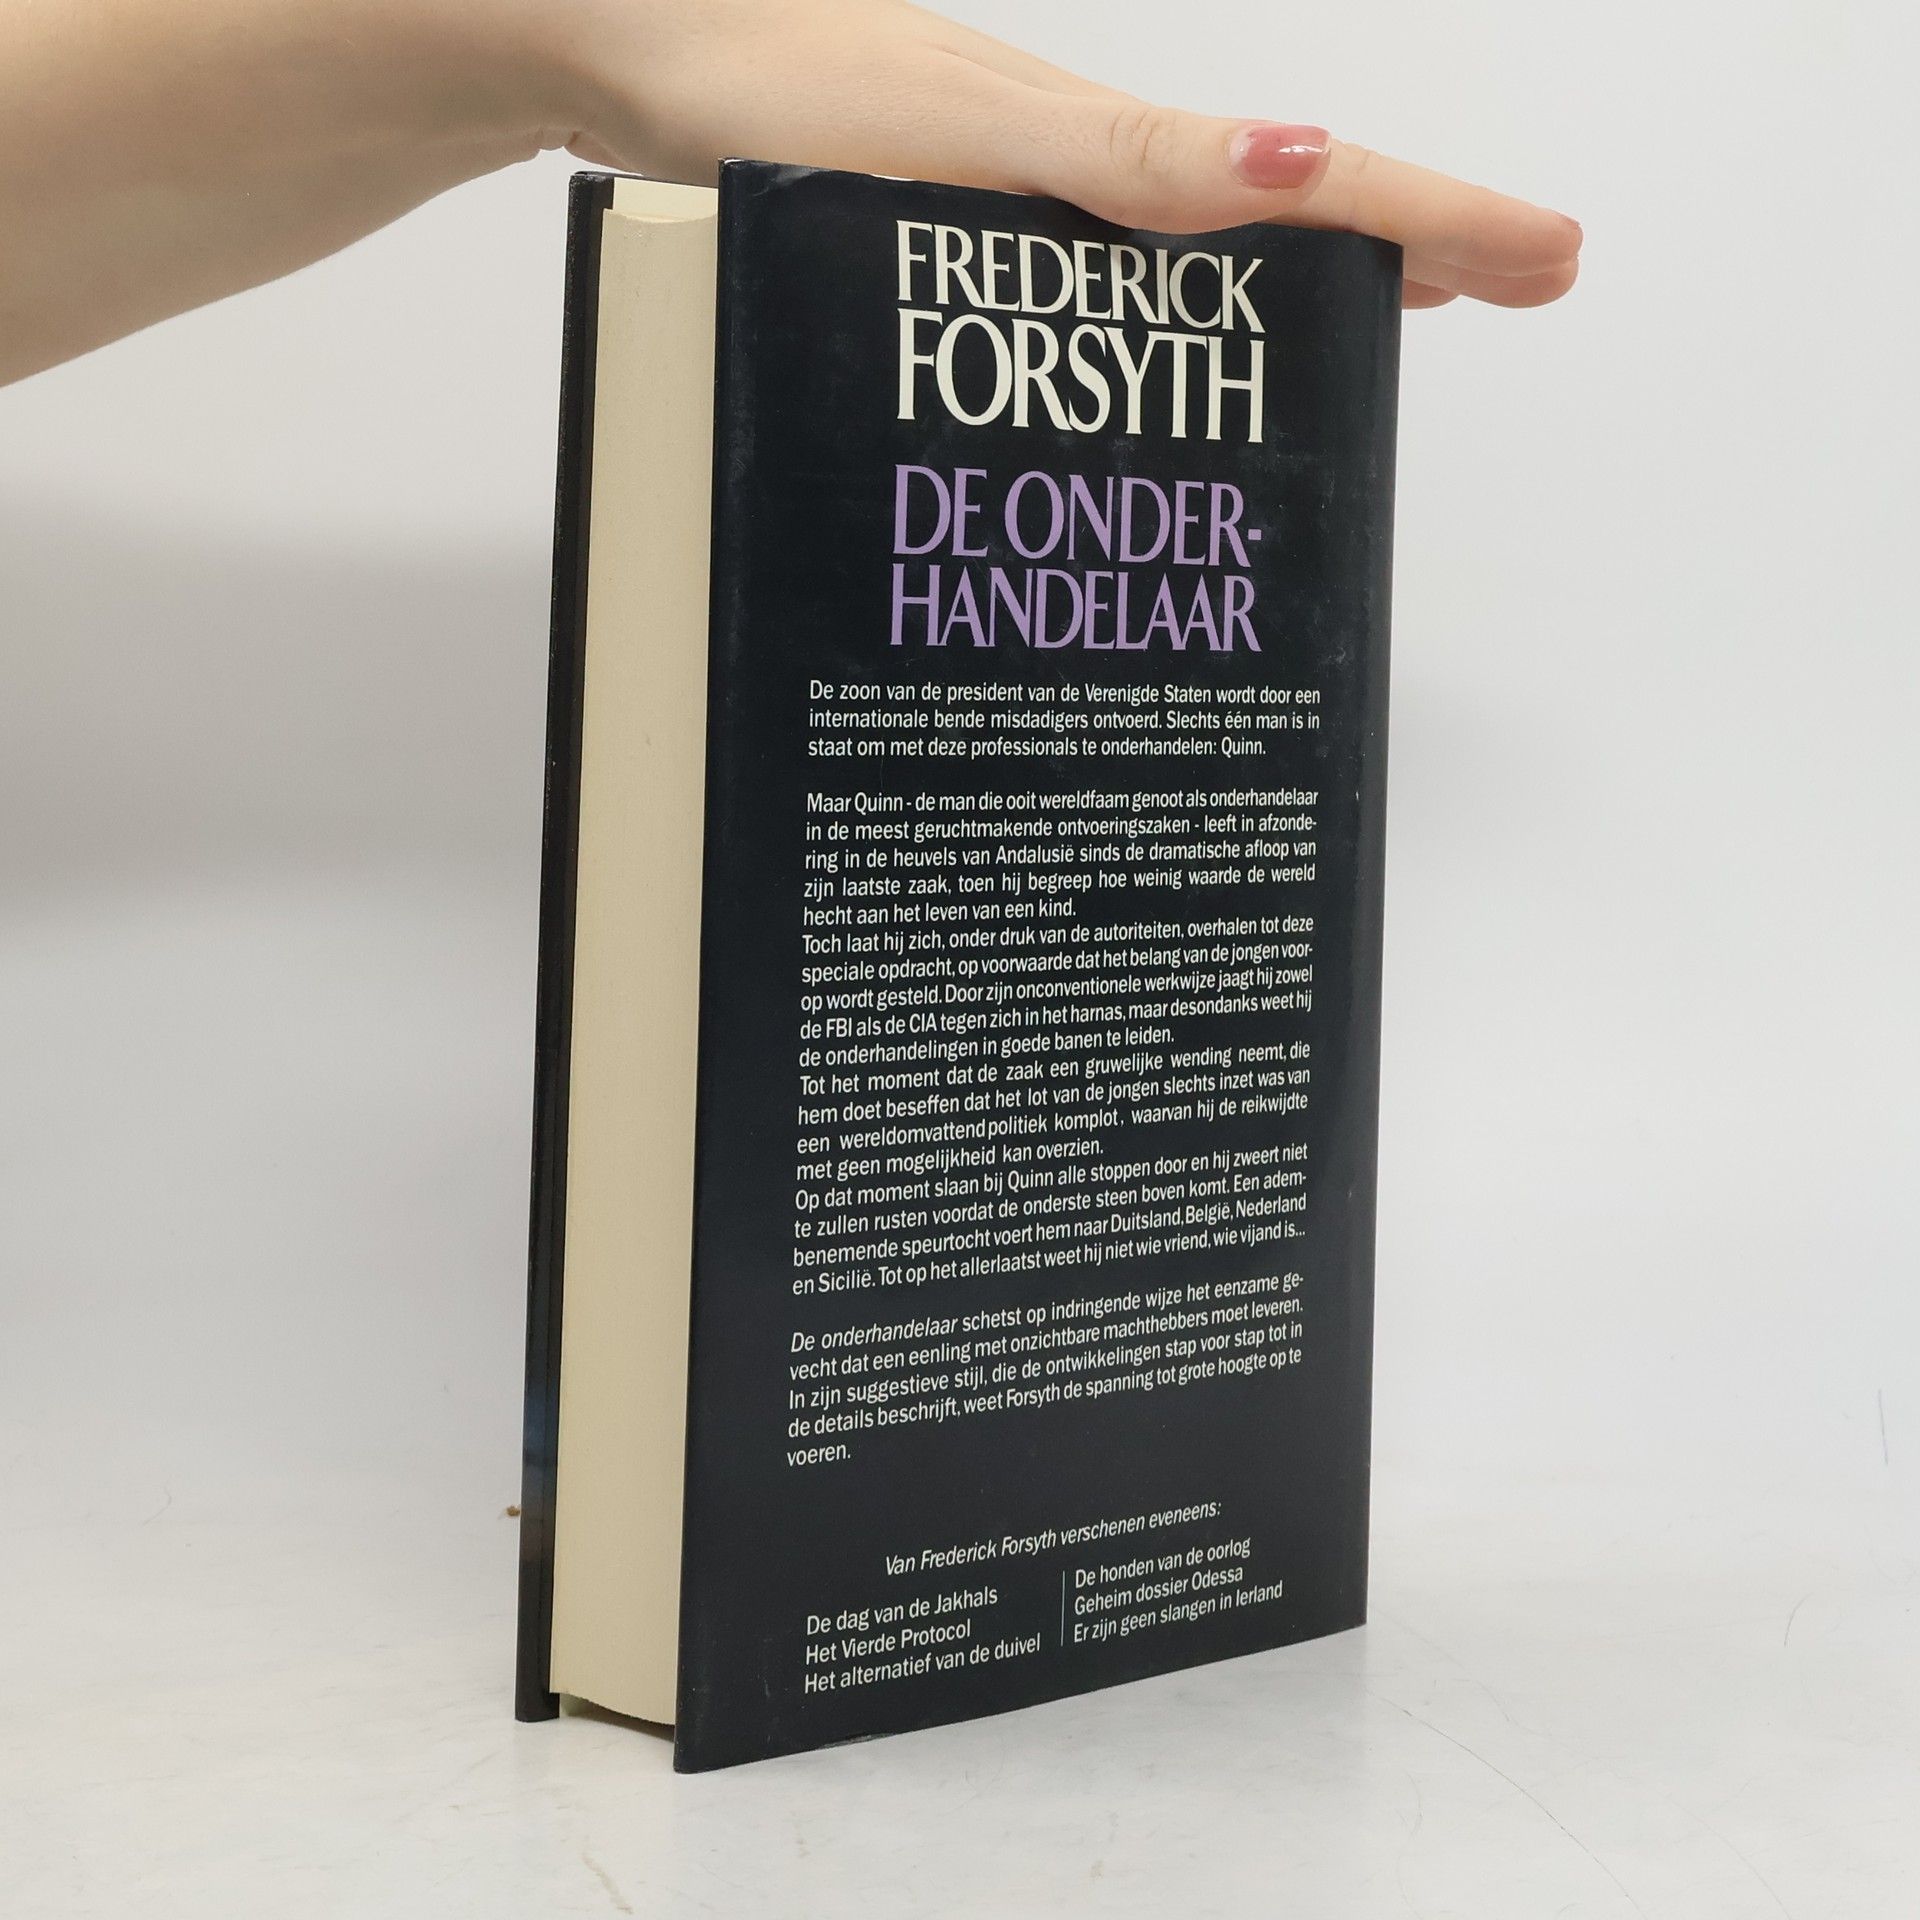 FREDERICK
FORSYTH
DE ONDER-
HANDELAAR
De zoon van de president van de Verenigde Staten wordt door een
internationale bende misdadigers ontvoerd. Slechts één man is in
staat om met deze professionals te onderhandelen: Quinn.
Maar Quinn - de man die ooit wereldfaam genoot als onderhandelaar
in de meest geruchtmakende ontvoeringszaken - leeft in afzonde-
ring in de heuvels van Andalusië sinds de dramatische afloop van
zijn laatste zaak, toen hij begreep hoe weinig waarde de wereld
hecht aan het leven van een kind.
Toch laat hij zich, onder druk van de autoriteiten, overhalen tot deze
speciale opdracht, op voorwaarde dat het belang van de jongen voor-
op wordt gesteld. Door zijn onconventionele werkwijze jaagt hij zowel
de FBI als de CIA tegen zich in het harnas, maar desondanks weet hij
de onderhandelingen in goede banen te leiden.
Tot het moment dat de zaak een gruwelijke wending neemt, die
hem doet beseffen dat het lot van de jongen slechts inzet was van
een wereldomvattend politiek komplot, waarvan hij de reikwijdte
met geen mogelijkheid kan overzien.
Op dat moment slaan bij Quinn alle stoppen door en hij zweert niet
te zullen rusten voordat de onderste steen boven komt. Een adem-
benemende speurtocht voert hem naar Duitsland, België, Nederland
en Sicilië. Tot op het allerlaatst weet hij niet wie vriend, wie vijand is...
De onderhandelaar schetst op indringende wijze het eenzame ge-
vecht dat een eenling met onzichtbare machthebbers moet leveren.
In zijn suggestieve stijl, die de ontwikkelingen stap voor stap tot in
de details beschrijft, weet Forsyth de spanning tot grote hoogte op te
voeren.
Van Frederick Forsyth verschenen eveneens:
De dag van de Jakhals
Het Vierde Protocol
Het alternatief van de duivel
De honden van de oorlog
Geheim dossier Odessa
Er zijn geen slangen in Ierland